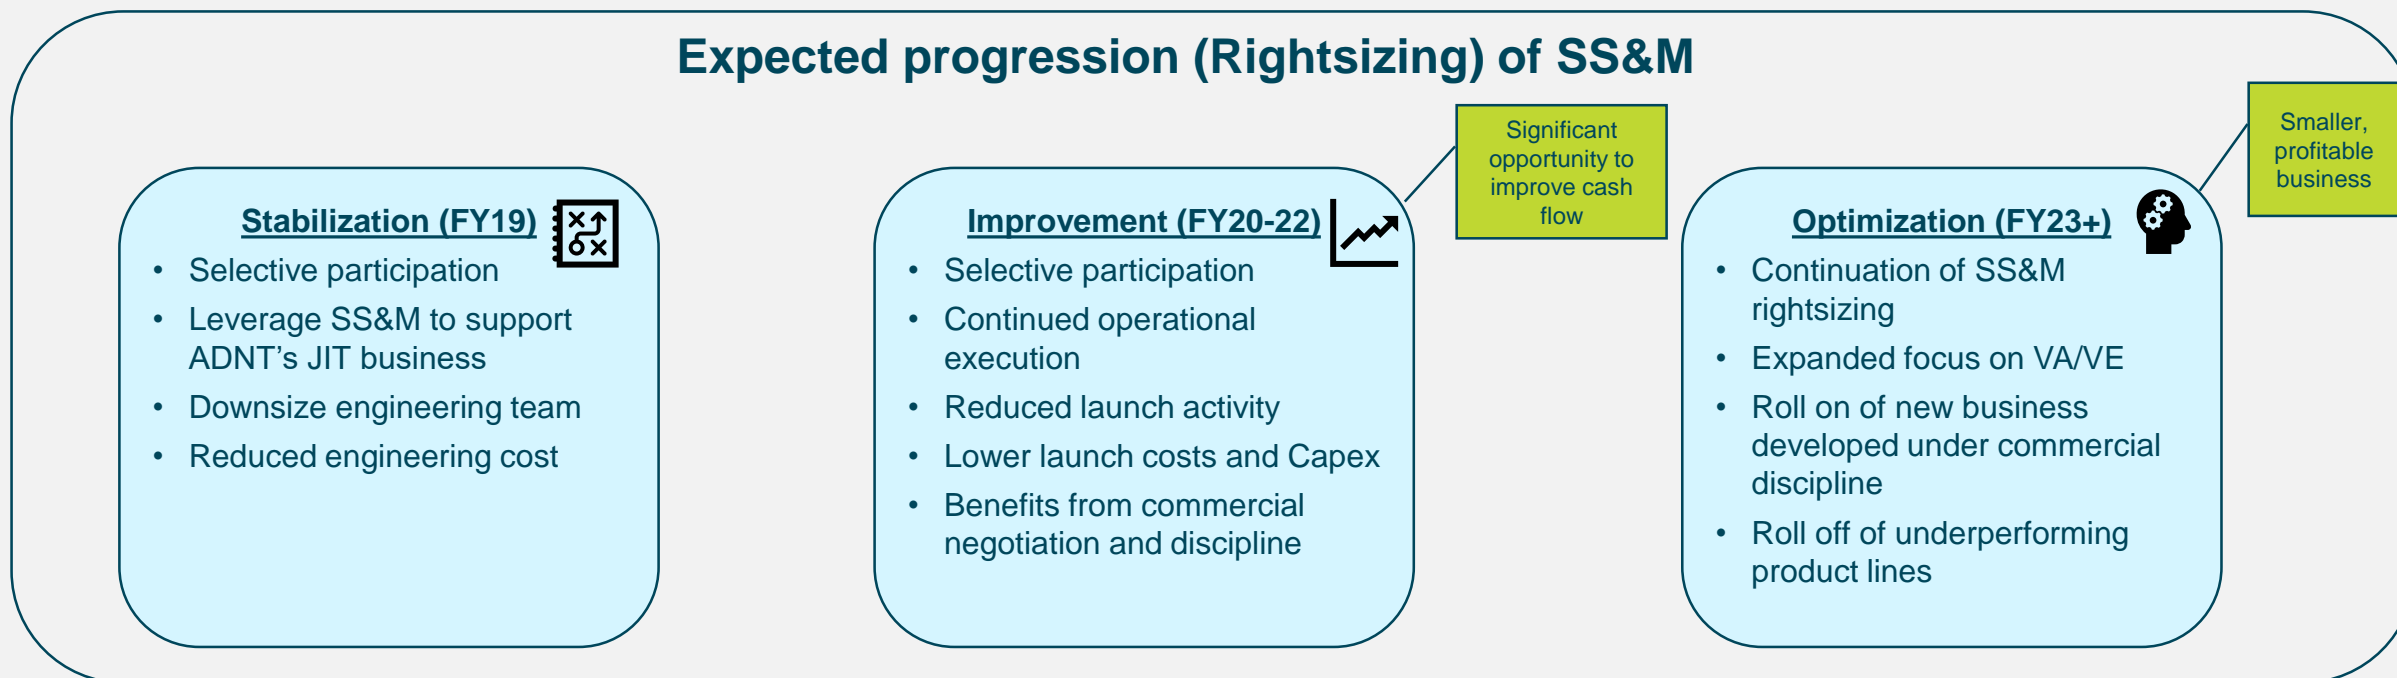 Expected progression (Rightsizing) of SS&M
Stabilization (FY19)
• Selective participation
• Leverage SS&M to support
ADNT’s JIT business
• Downsize engineering team
• Reduced engineering cost
Improvement (FY20-22)
• Selective participation
• Continued operational
execution
• Reduced launch activity
• Lower launch costs and Capex
• Benefits from commercial
negotiation and discipline
Significant
opportunity to
improve cash
flow
Optimization (FY23+)
• Continuation of SS&M
rightsizing
• Expanded focus on VA/VE
• Roll on of new business
developed under commercial
discipline
• Roll off of underperforming
product lines
Smaller,
profitable
business